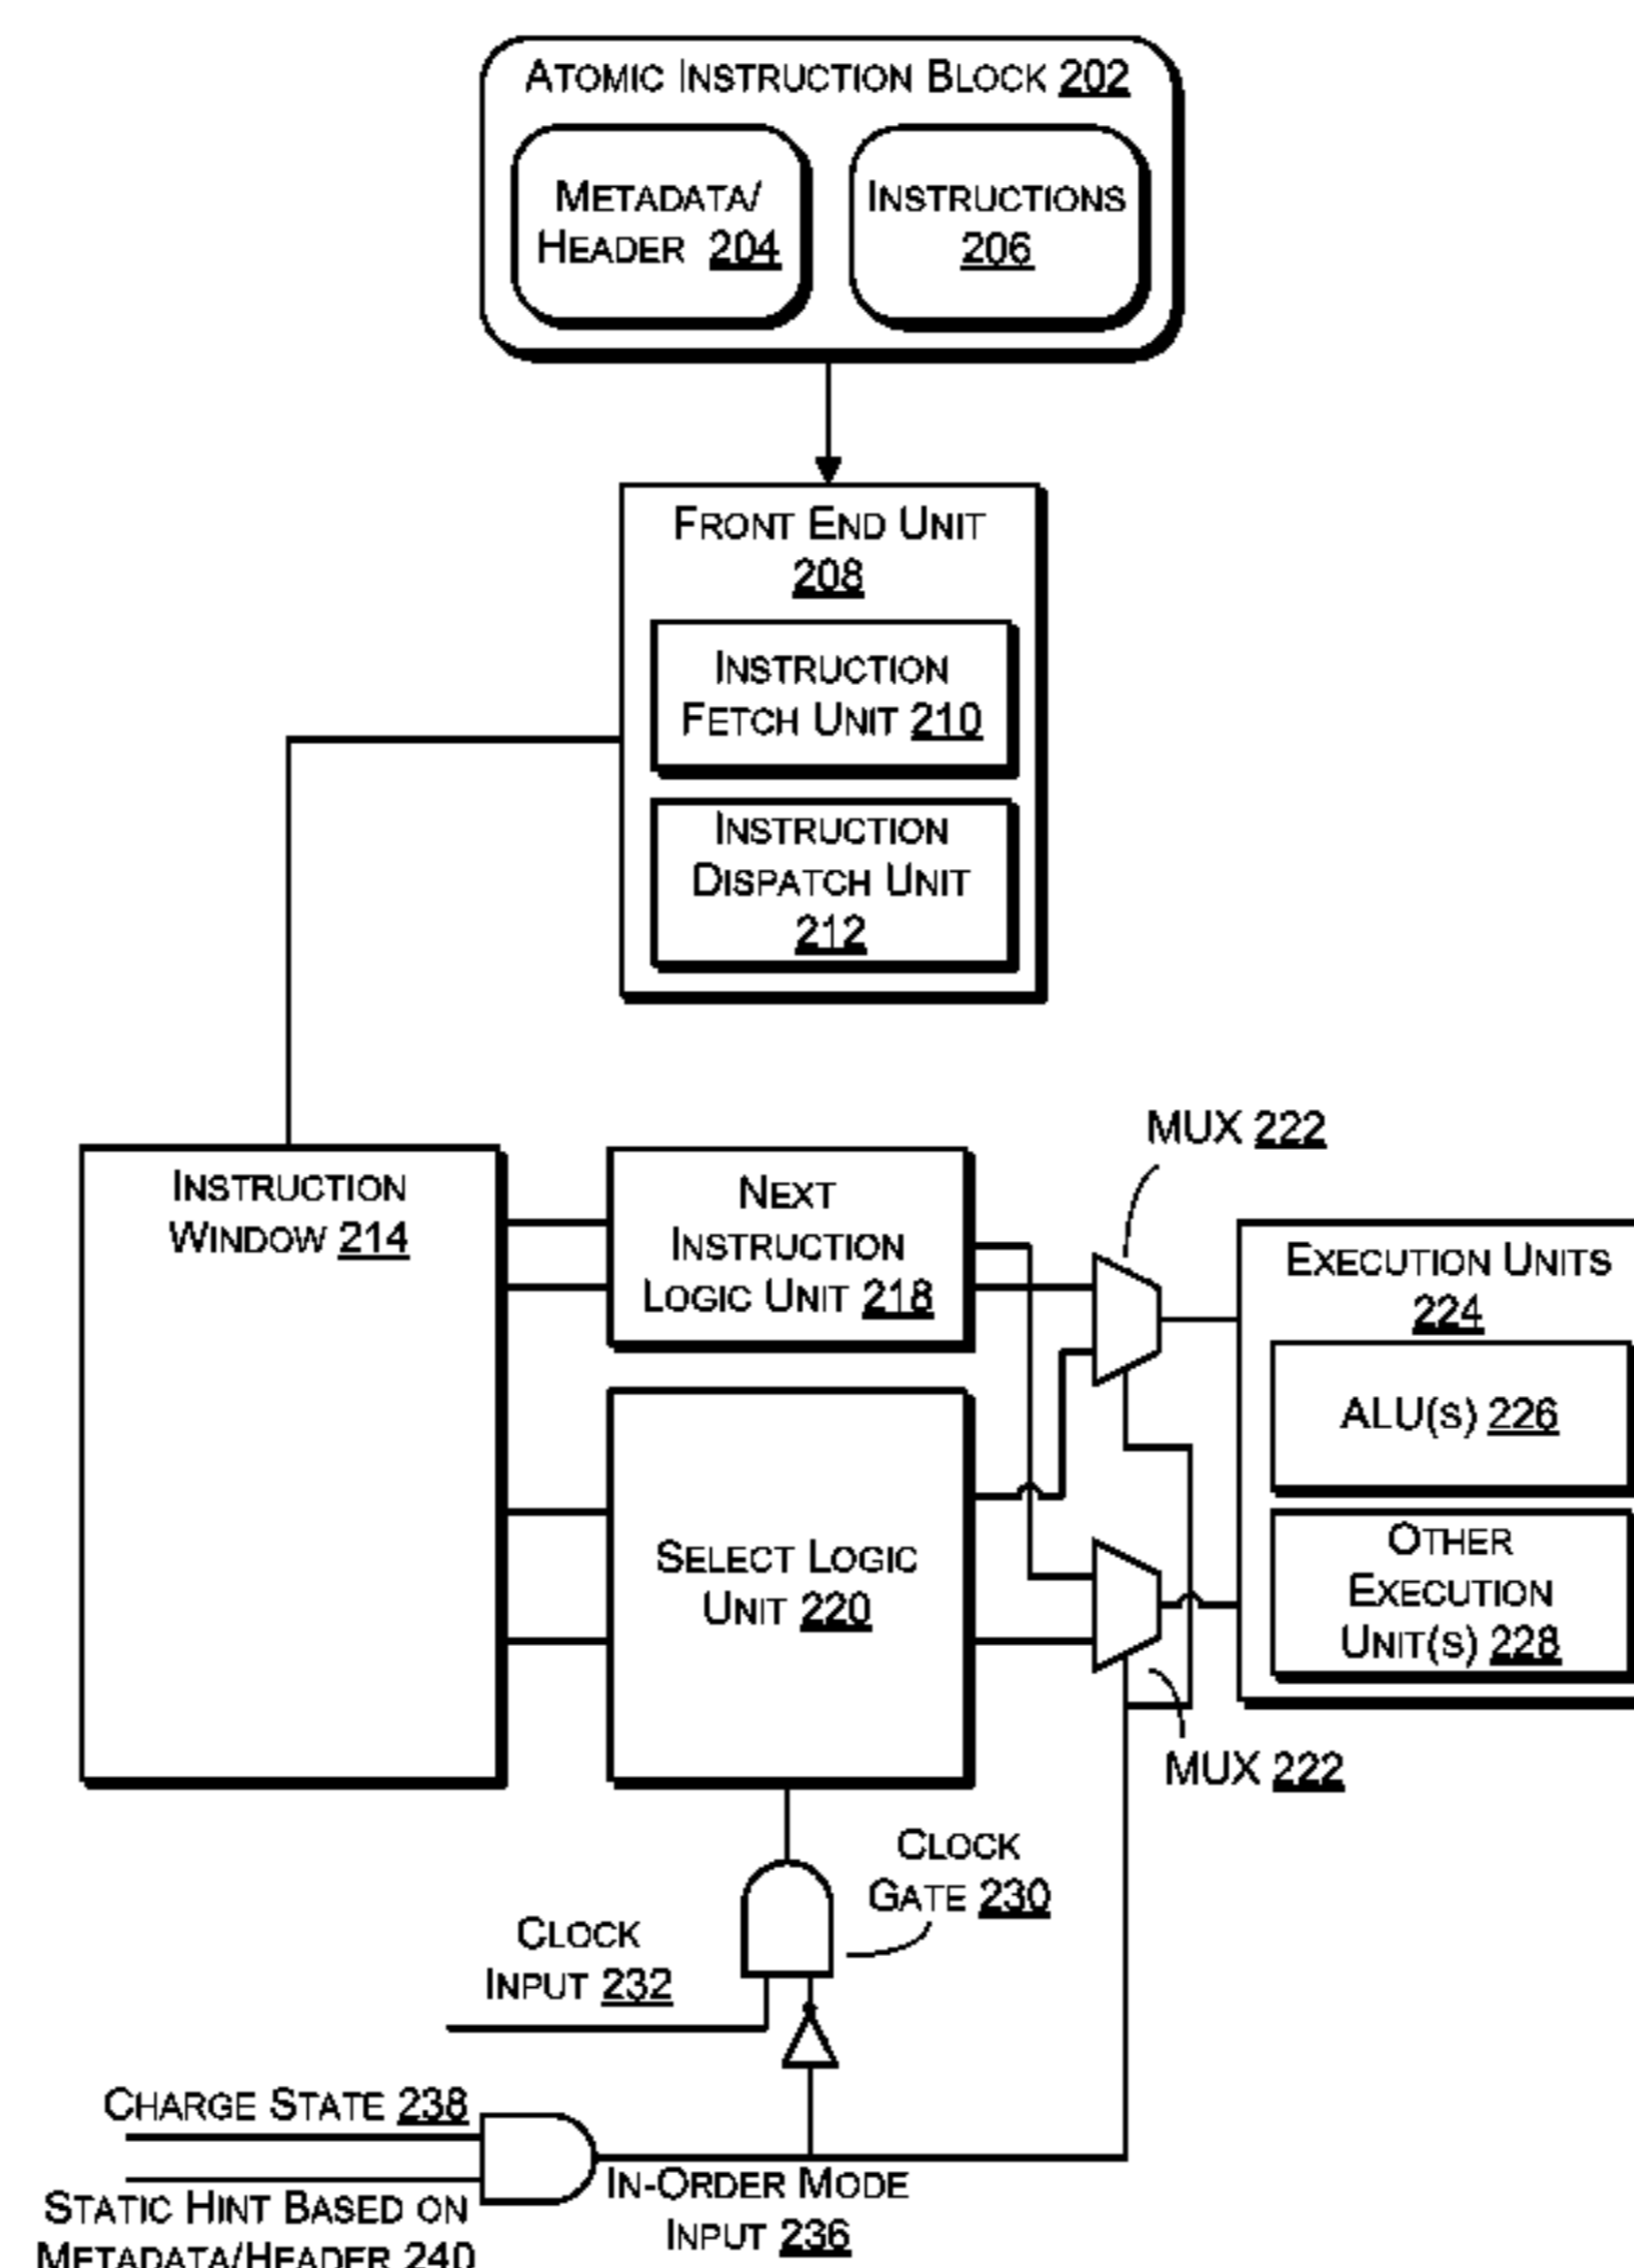 ATOMIC INSTRUCTION BLOCK 202
METADATA/
HEADER 204
INSTRUCTIONS
206
FRONT END UNIT
208
INSTRUCTION
FETCH UNIT 210
INSTRUCTION
DISPATCH UNIT
212
MUX 222
INSTRUCTION
WINDOW 214
NEXT
INSTRUCTION
LOGIC UNIT 218
EXECUTION UNITS
224
ALU(S) 226
OTHER
EXECUTION
UNIT(S) 228
SELECT LOGIC
UNIT 220
MUX 222
CLOCK
GATE 230
CLOCK
INPUT 232
CHARGE STATE 238
STATIC HINT BASED ON
METADATA/HEADER 240
IN-ORDER MODE
INPUT 236